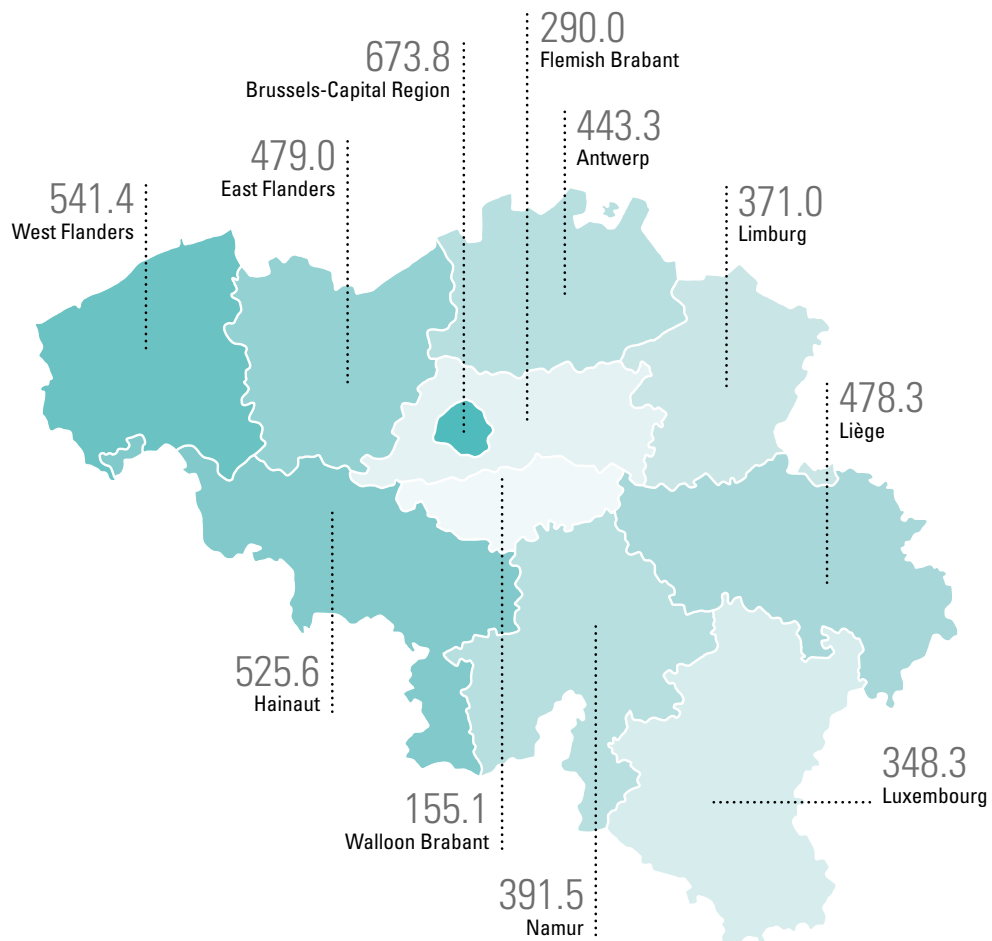 290.0
Flemish Brabant
673.8
Brussels-Capital Region
443.3
Antwerp
479.0
East Flanders
541.4
West Flanders
371.0
Limburg
478.3
Liège
525.6
Hainaut
348.3
Luxembourg
155.1
Walloon Brabant
391.5
Namur